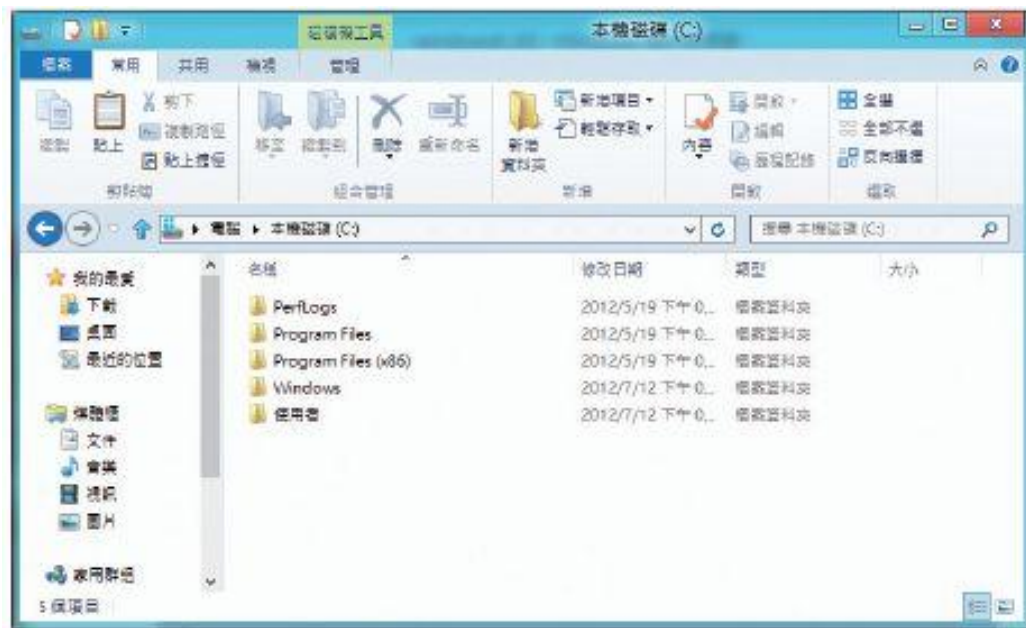 磁碟機工具
本機磁碟 (C:)
檔案 常用 共用 檢視 管理
複製
貼上
剪下
複製路徑
貼上捷徑
剪貼簿
移至
複製到
刪除
重新命名
組合管理
新增
資料夾
新增項目
輕鬆存取
新增
內容
開啟
編輯
歷程記錄
開啟
全選
全部不選
反向選擇
選取
電腦 本機磁碟 (C:)
搜尋 本機磁碟 (C:)
我的最愛
下載
桌面
最近的位置
媒體櫃
文件
音樂
視訊
圖片
家用群組
名稱 修改日期 類型 大小
PerfLogs 2012/5/19 下午 0... 檔案資料夾
Program Files 2012/5/19 下午 0... 檔案資料夾
Program Files (x86) 2012/5/19 下午 0... 檔案資料夾
Windows 2012/7/12 下午 0... 檔案資料夾
使用者 2012/7/12 下午 0... 檔案資料夾
5 個項目